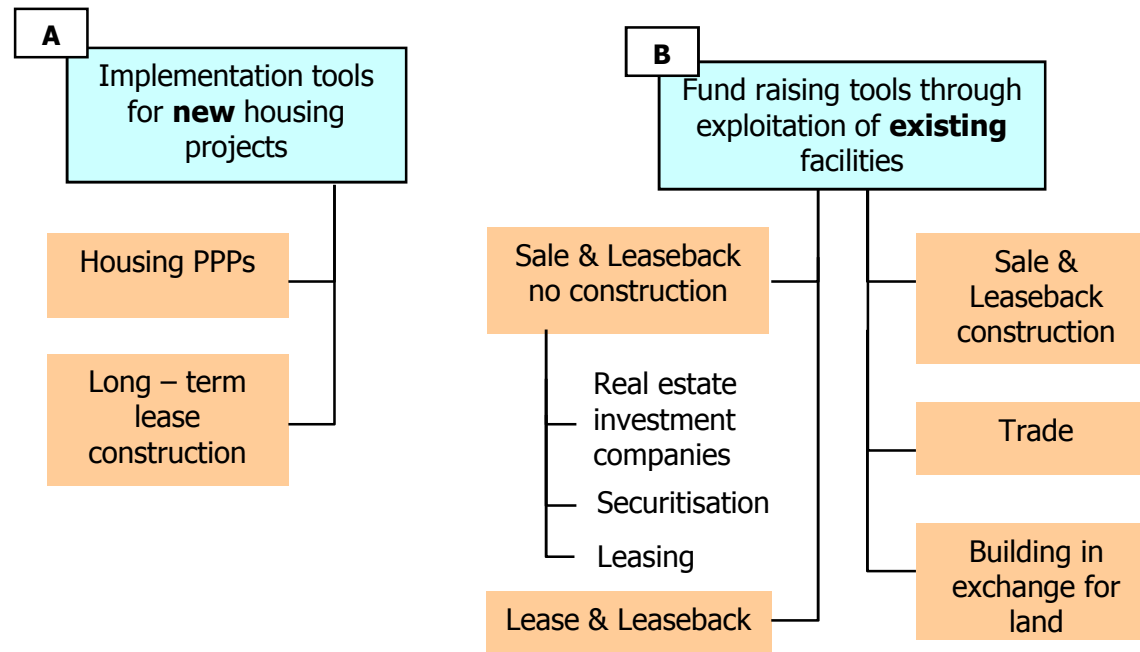 A
Implementation tools
for new housing
projects
Housing PPPs
Long – term
lease
construction
B
Fund raising tools through
exploitation of existing
facilities
Sale & Leaseback
no construction
Real estate
investment
companies
Securitisation
Leasing
Lease & Leaseback
Sale &
Leaseback
construction
Trade
Building in
exchange for
land